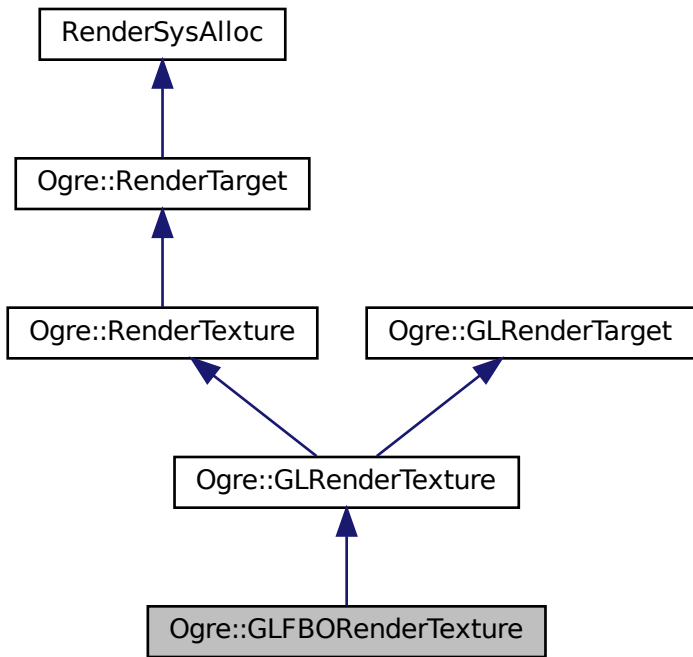 RenderSysAlloc
Ogre::RenderTarget
Ogre::RenderTexture
Ogre::GLRenderTarget
Ogre::GLRenderTexture
Ogre::GLFBORenderTexture